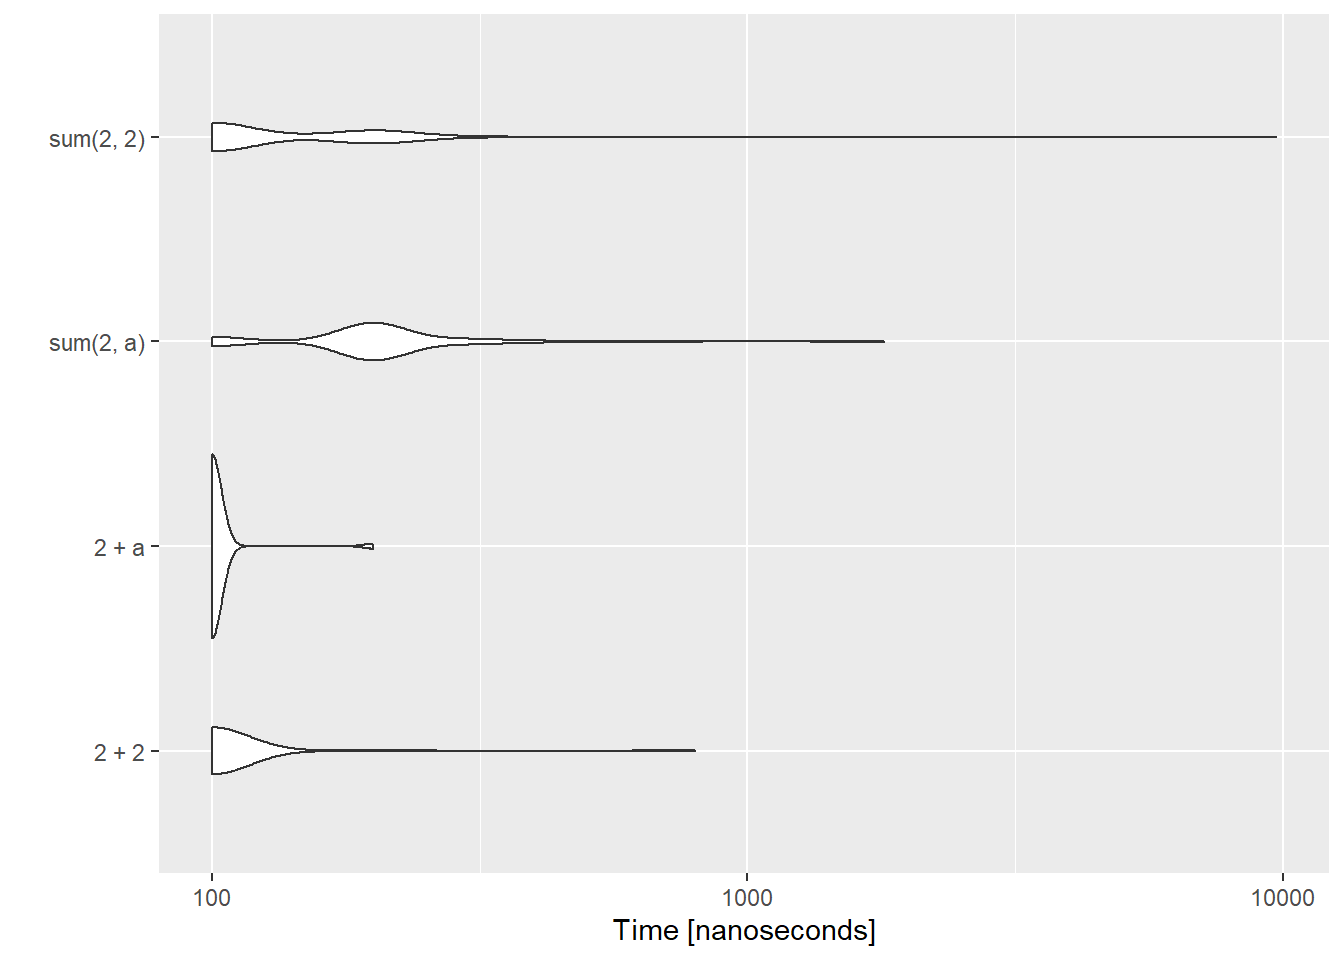 sum(2, 2)
sum(2, a)
2 + a
2 + 2
100 1000 10000
Time [nanoseconds]